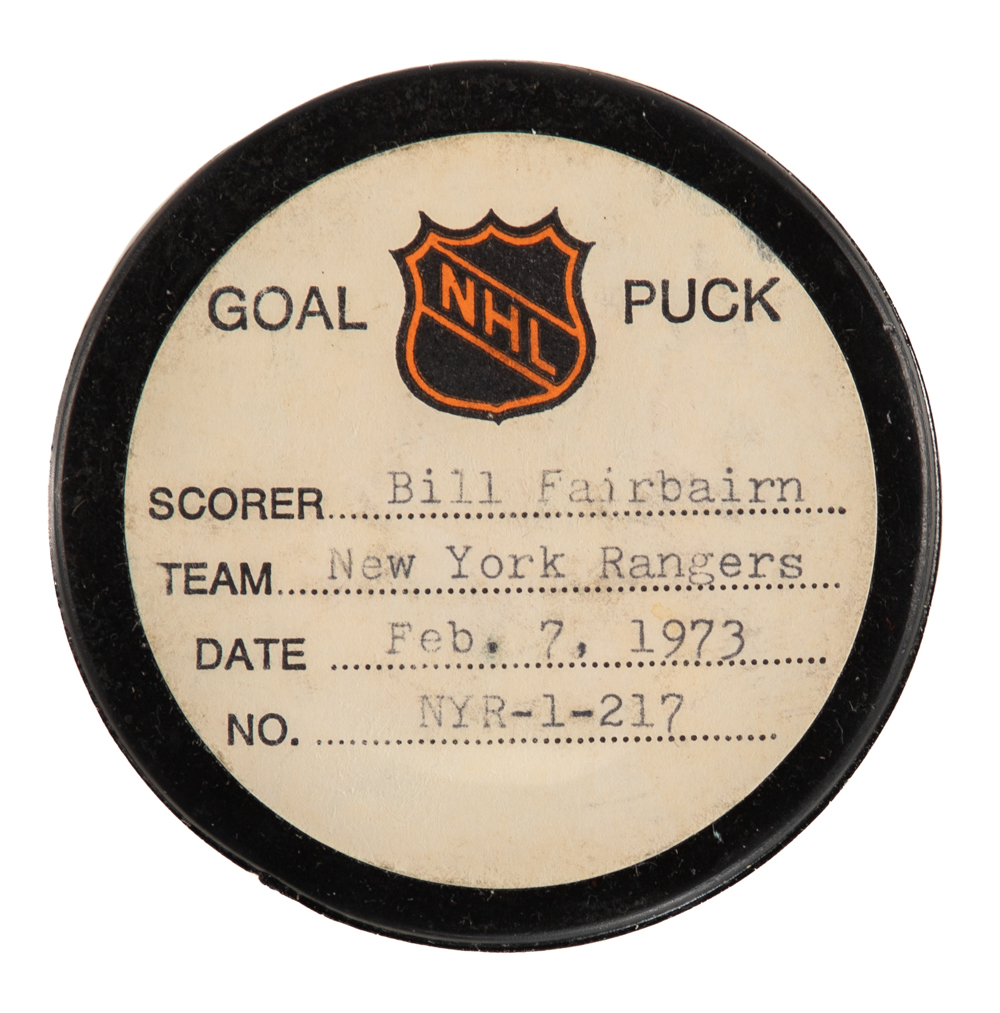 GOAL NHL PUCK
SCORER Bill Fairbairn
TEAM New York Rangers
DATE Feb. 7, 1973
NO. NYR-1-217